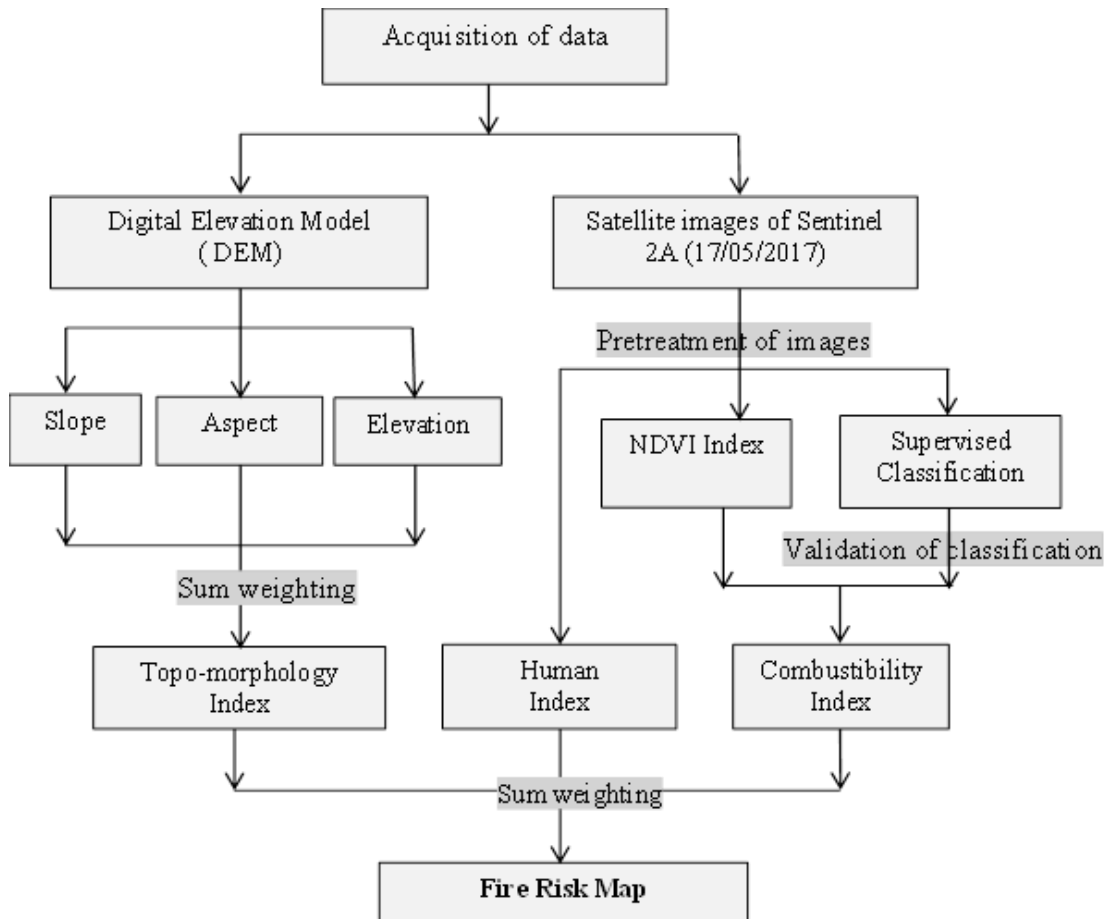 Acquisition of data
Digital Elevation Model
( DEM)
Satellite images of Sentinel
2A (17/05/2017)
Pretreatment of images
Slope
Aspect
Elevation
NDVI Index
Supervised
Classification
Validation of classification
Sum weighting
Topo-morphology
Index
Human
Index
Combustibility
Index
Sum weighting
Fire Risk Map